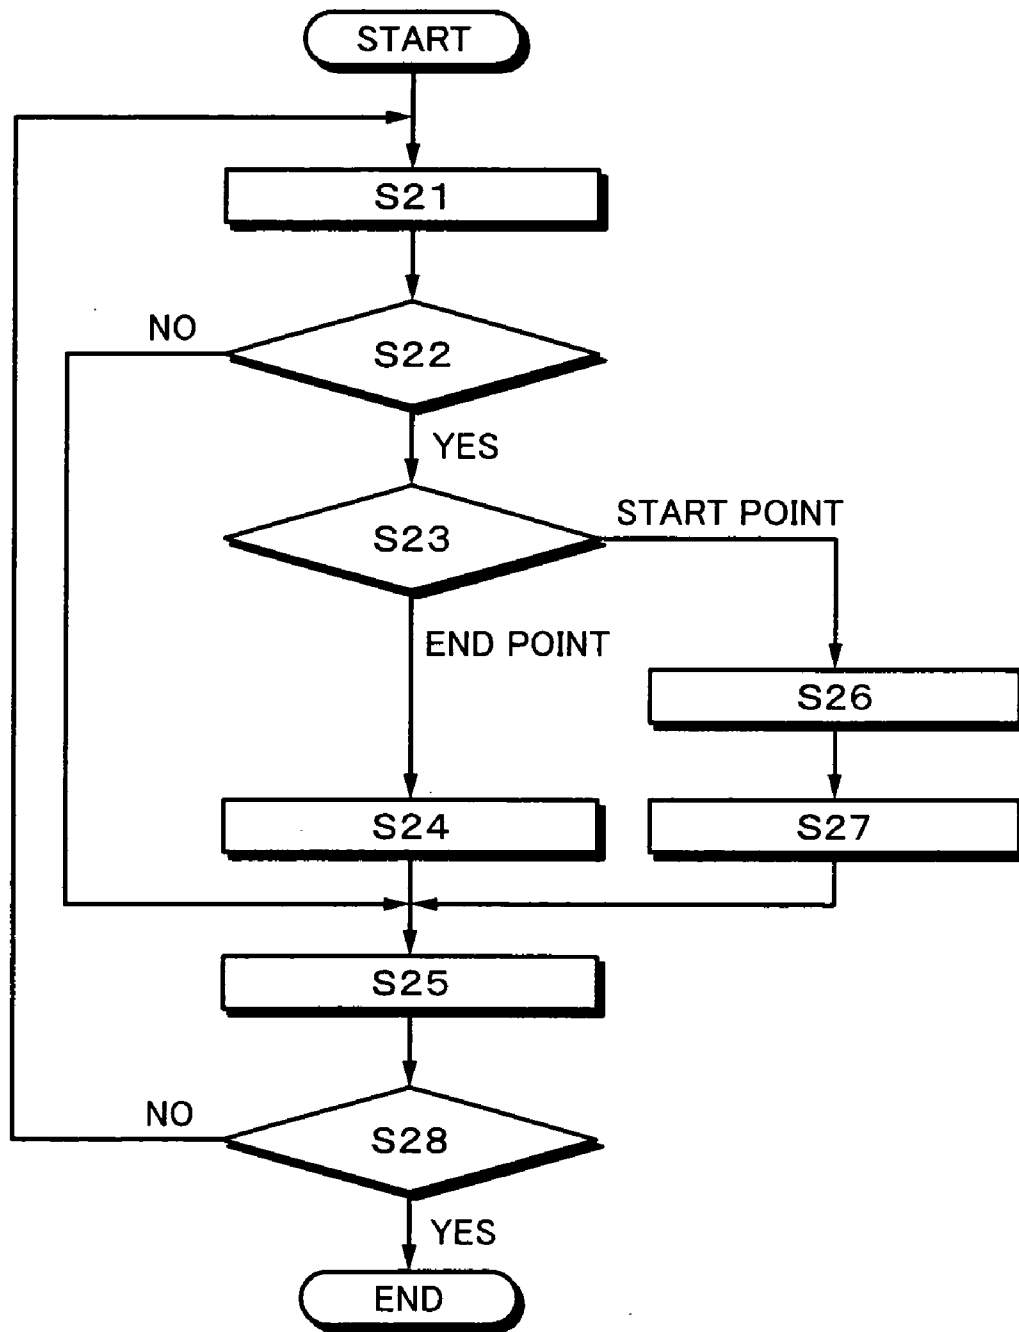 START
S21
NO
S22
YES
S23
START POINT
END POINT
S26
S24
S27
S25
NO
S28
YES
END